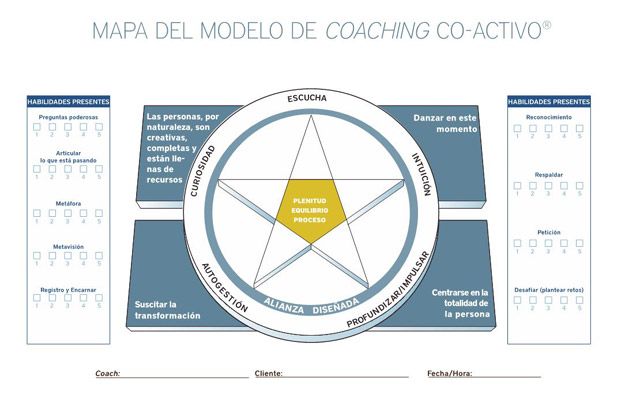 MAPA DEL MODELO DE COACHING CO-ACTIVO®
HABILIDADES PRESENTES
Preguntas poderosas
1 2 3 4 5
Articular
lo que está pasando
1 2 3 4 5
Metáfora
1 2 3 4 5
Metavisión
1 2 3 4 5
Registro y Encarnar
1 2 3 4 5
Las personas, por
naturaleza, son
creativas,
completas y
están lle-
nas de
recursos
Danzar en este
momento
Suscitar la
transformación
Centrarse en la
totalidad de
la persona
ESCUCHA
CURIOSIDAD
INTUICIÓN
AUTOGESTIÓN
PROFUNDIZAR/IMPULSAR
ALIANZA DISEÑADA
PLENITUD
EQUILIBRIO
PROCESO
HABILIDADES PRESENTES
Reconocimiento
1 2 3 4 5
Respaldar
1 2 3 4 5
Petición
1 2 3 4 5
Desafiar (plantear retos)
1 2 3 4 5
Coach:
Cliente:
Fecha/Hora: